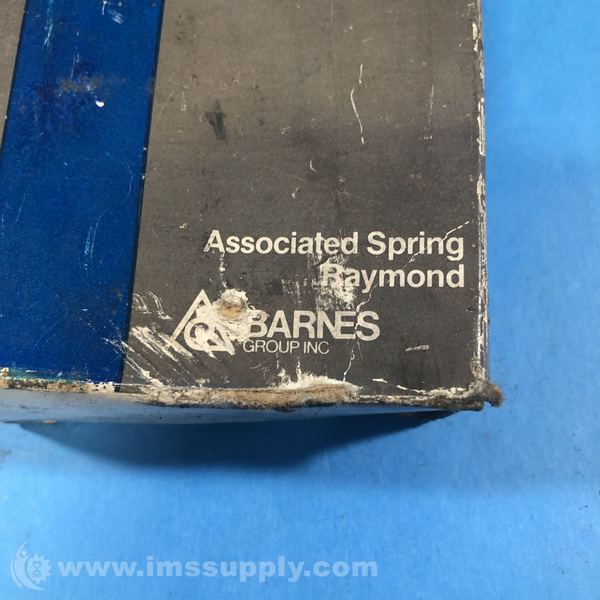 Associated Spring
Raymond
BARNES
GROUP INC
www.imssupply.com